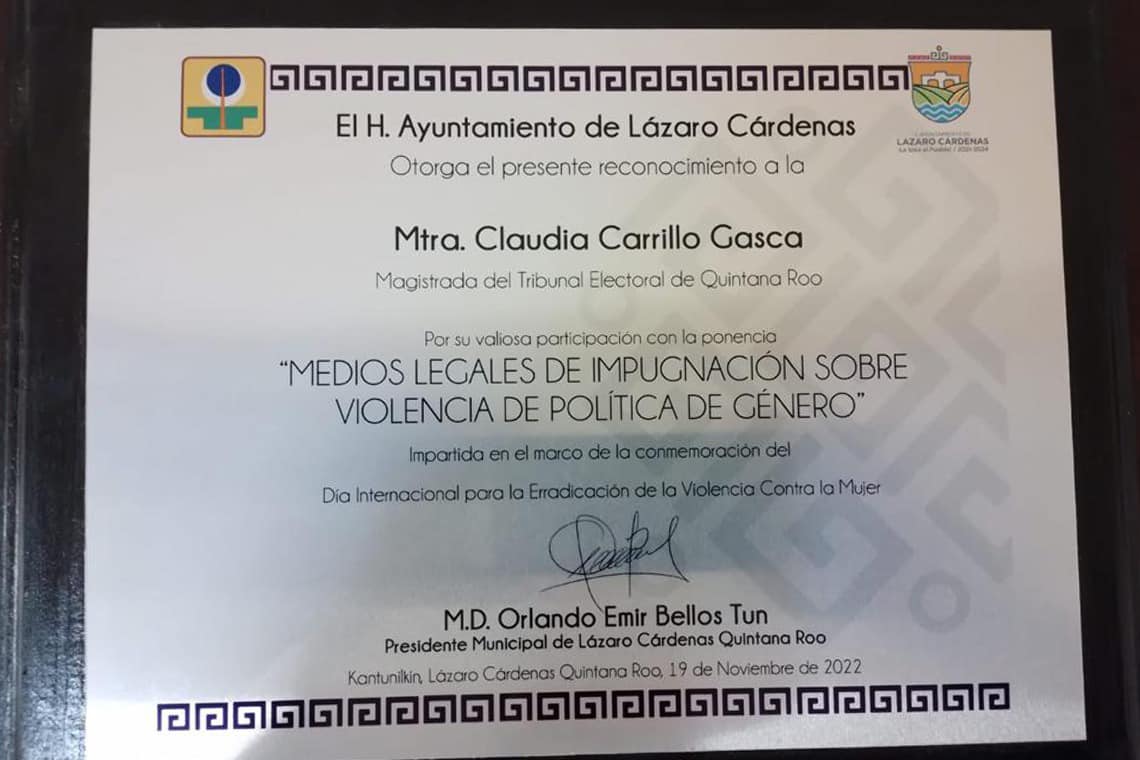 El H. Ayuntamiento de Lázaro Cárdenas
LAZARO CARDENAS
Otorga el presente reconocimiento a la
Mtra. Claudia Carrillo Gasca
Magistrada del Tribunal Electoral de Quintana Roo
Por su valiosa participación con la ponencia
“MEDIOS LEGALES DE IMPUGNACIÓN SOBRE
VIOLENCIA DE POLÍTICA DE GÉNERO”
Impartida en el marco de la conmemoración del
Día Internacional para la Erradicación de la Violencia Contra la Mujer
M.D. Orlando Emir Bellos Tun
Presidente Municipal de Lázaro Cárdenas Quintana Roo
Kantunilkin, Lázaro Cárdenas Quintana Roo, 19 de Noviembre de 2022